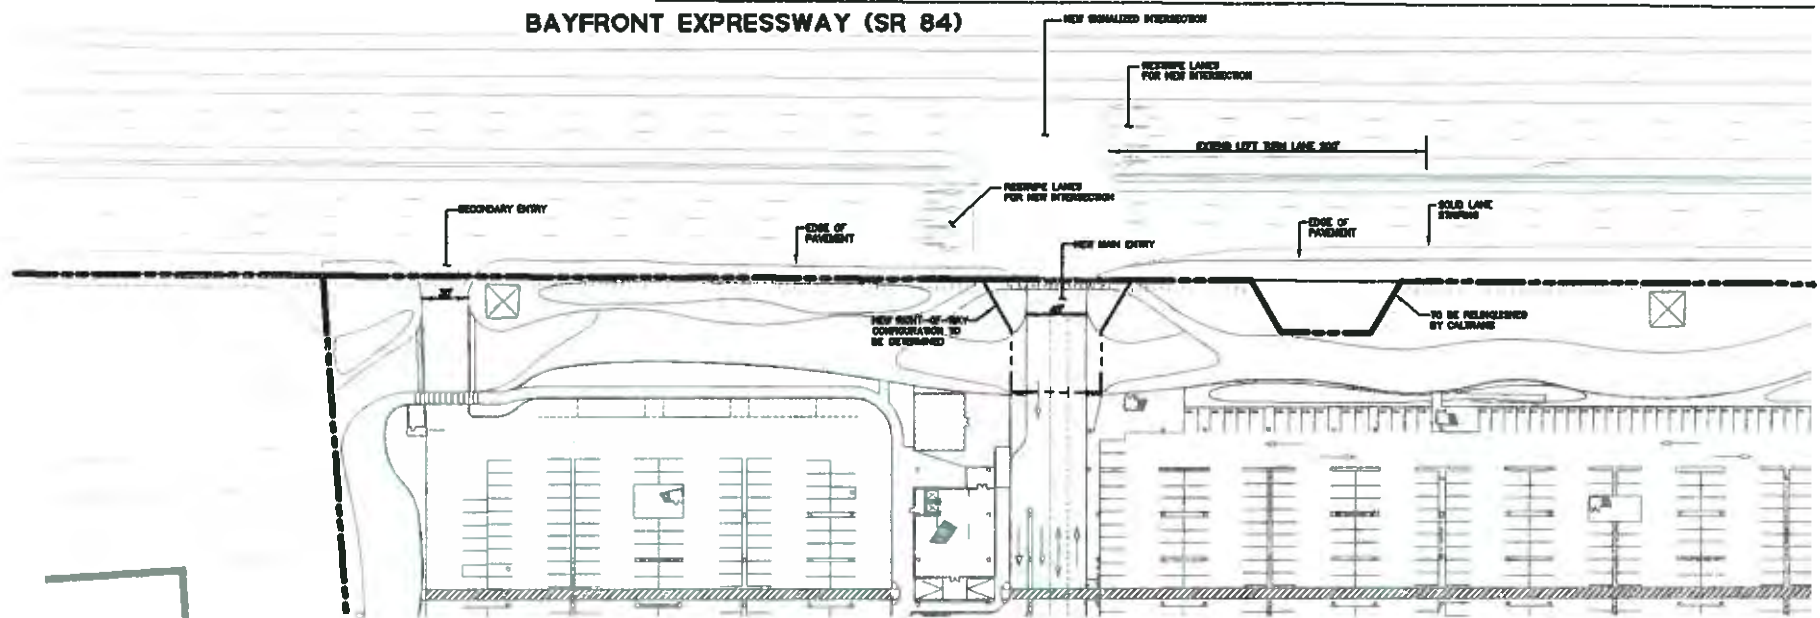 BAYFRONT EXPRESSWAY (SR 84)
NEW SIGNALIZED INTERSECTION
RESTRIPE LANES
FOR NEW INTERSECTION
EXTEND LEFT TURN LANE 300'
RESTRIPE LANES
FOR NEW INTERSECTION
SECONDARY ENTRY
EDGE OF
PAVEMENT
NEW MAIN ENTRY
EDGE OF
PAVEMENT
SOLID LANE
STRIPING
NEW RIGHT-OF-WAY
CONFIGURATION TO
BE DETERMINED
TO BE RELINQUISHED
BY CALTRANS